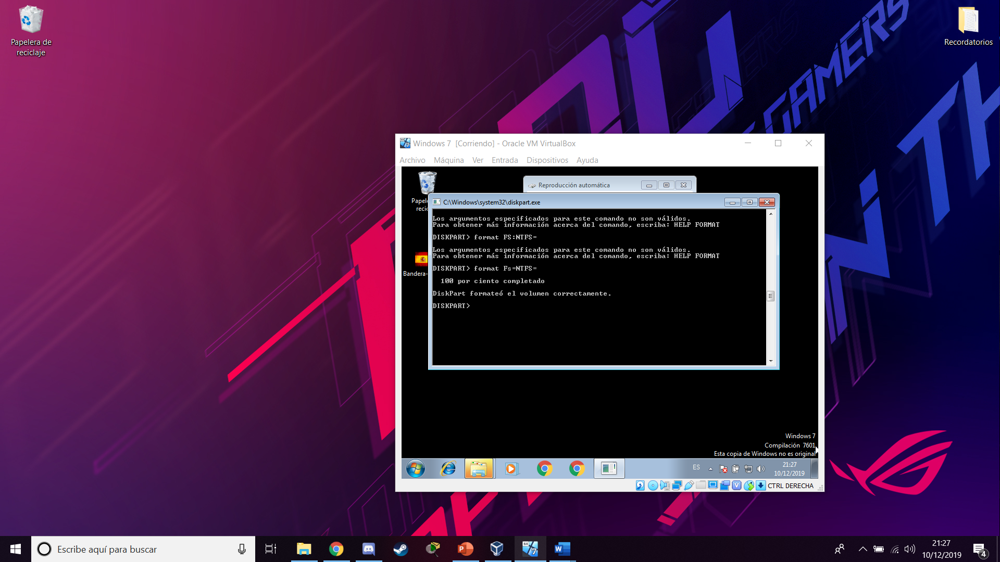 Papelera de
reciclaje
Recordatorios
GAMERS
Windows 7 [Corriendo] - Oracle VM VirtualBox
Archivo Máquina Ver Entrada Dispositivos Ayuda
Reproducción automática
C:\Windows\system32\diskpart.exe
Los argumentos especificados para este comando no son válidos.
Para obtener más información acerca del comando, escriba: HELP FORMAT
DISKPART> format FS:NTFS=
Los argumentos especificados para este comando no son válidos.
Para obtener más información acerca del comando, escriba: HELP FORMAT
DISKPART> format Fs=NTFS=
100 por ciento completado
DiskPart formateó el volumen correctamente.
DISKPART>
Bandera-
Windows 7
Compilación 7601
Esta copia de Windows no es original
ES
21:27
10/12/2019
CTRL DERECHA
Escribe aquí para buscar
21:27
10/12/2019
4